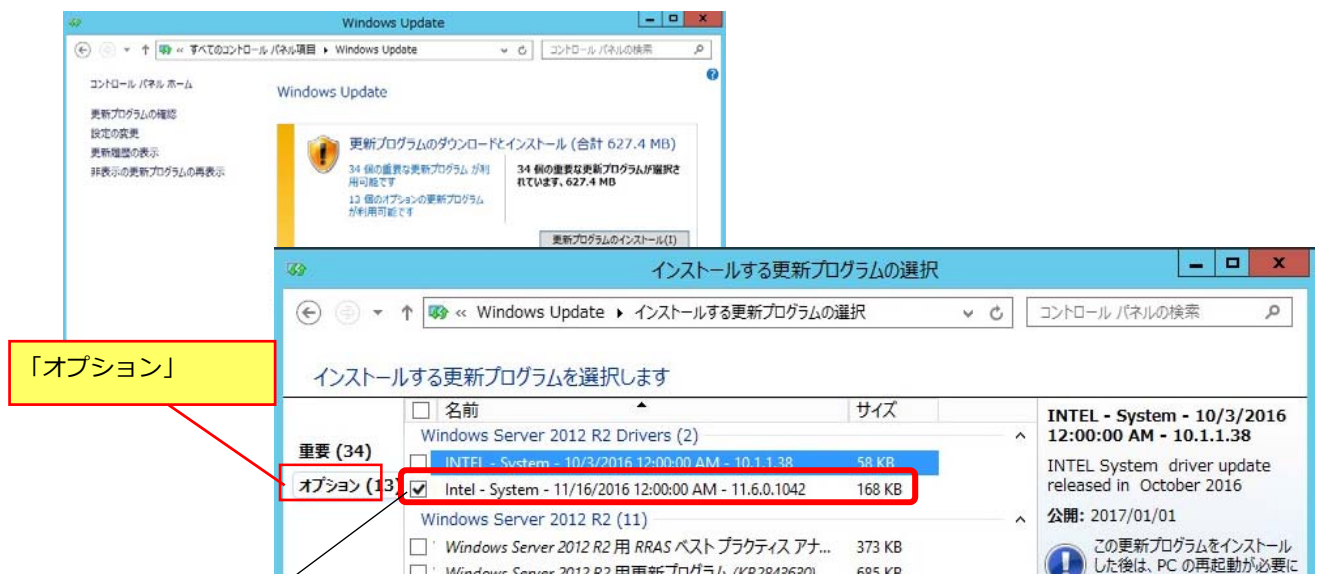 Windows Update
« すべてのコントロール パネル項目 ▸ Windows Update
コントロール パネルの検索
コントロール パネル ホーム
更新プログラムの確認
設定の変更
更新履歴の表示
非表示の更新プログラムの再表示
Windows Update
更新プログラムのダウンロードとインストール (合計 627.4 MB)
34 個の重要な更新プログラム が利
用可能です
13 個のオプションの更新プログラム
が利用可能です
34 個の重要な更新プログラムが選択さ
れています、627.4 MB
更新プログラムのインストール(I)
インストールする更新プログラムの選択
« Windows Update ▸ インストールする更新プログラムの選択
コントロール パネルの検索
「オプション」
インストールする更新プログラムを選択します
名前
サイズ
重要 (34)
オプション (13)
Windows Server 2012 R2 Drivers (2)
INTEL - System - 10/3/2016 12:00:00 AM - 10.1.1.38
58 KB
Intel - System - 11/16/2016 12:00:00 AM - 11.6.0.1042
168 KB
Windows Server 2012 R2 (11)
Windows Server 2012 R2 用 RRAS ベスト プラクティス アナ...
373 KB
Windows Server 2012 R2 用更新プログラム (KB2843630)
685 KB
INTEL - System - 10/3/2016
12:00:00 AM - 10.1.1.38
INTEL System driver update
released in October 2016
公開: 2017/01/01
この更新プログラムをインストール
した後は、PC の再起動が必要に